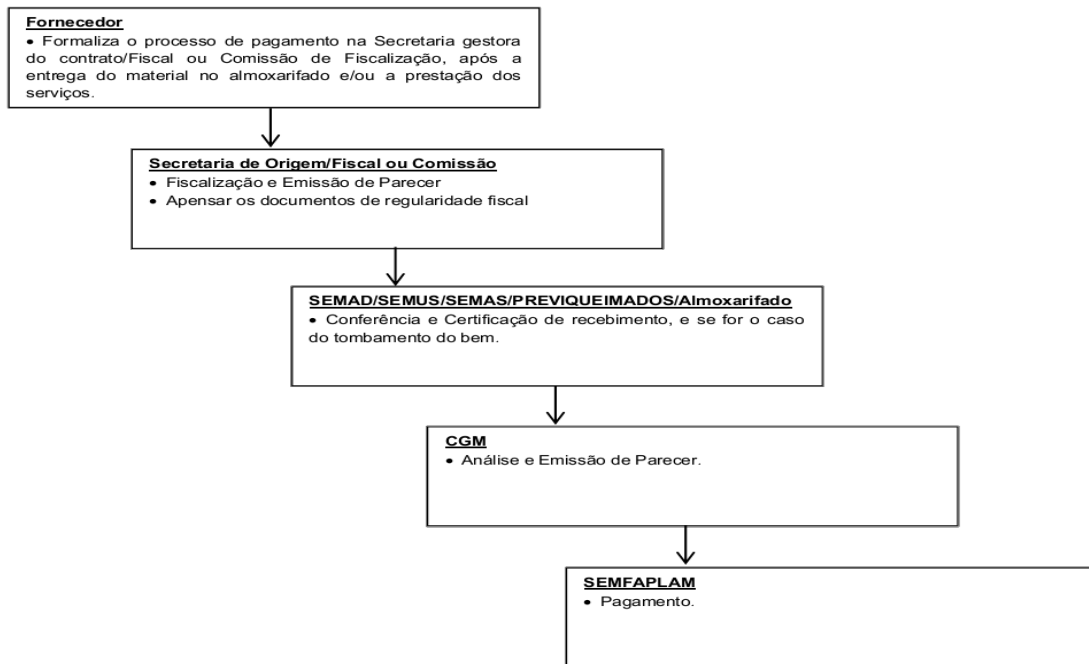 Fornecedor
• Formaliza o processo de pagamento na Secretaria gestora
do contrato/Fiscal ou Comissão de Fiscalização, após a
entrega do material no almoxarifado e/ou a prestação dos
serviços.
Secretaria de Origem/Fiscal ou Comissão
• Fiscalização e Emissão de Parecer
• Apensar os documentos de regularidade fiscal
SEMAD/SEMUS/SEMAS/PREVIQUEIMADOS/Almoxarifado
• Conferência e Certificação de recebimento, e se for o caso
do tombamento do bem.
CGM
• Análise e Emissão de Parecer.
SEMFAPLAM
• Pagamento.